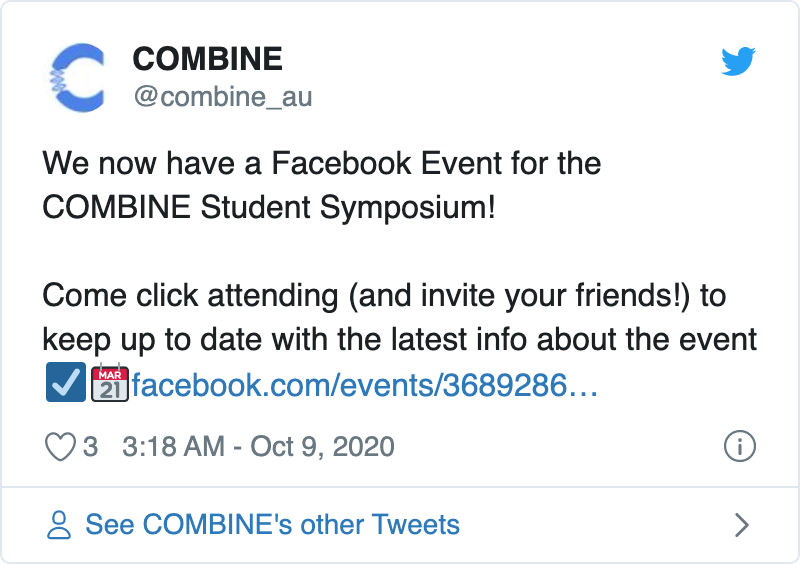 COMBINE
@combine_au
We now have a Facebook Event for the
COMBINE Student Symposium!
Come click attending (and invite your friends!) to
keep up to date with the latest info about the event
☑️📅facebook.com/events/3689286…
3 3:18 AM - Oct 9, 2020
See COMBINE's other Tweets